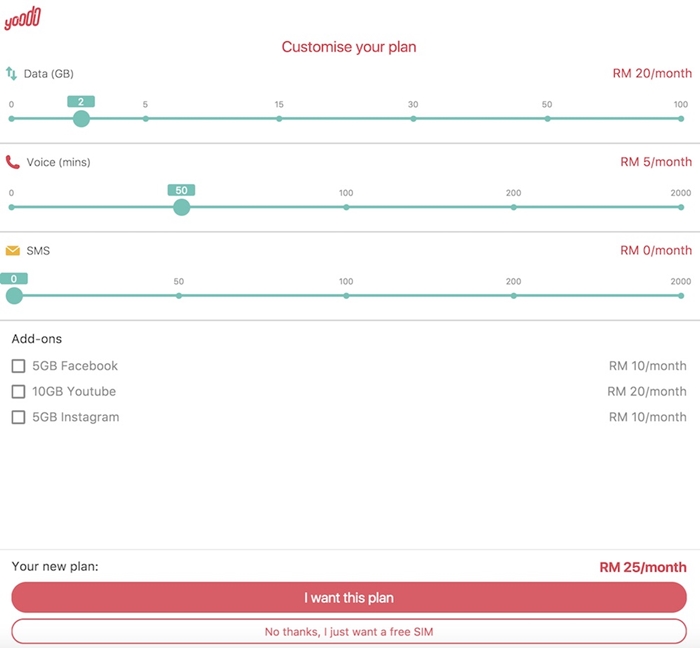 yoodo
Customise your plan
Data (GB) RM 20/month
0 2 5 15 30 50 100
Voice (mins) RM 5/month
0 50 100 200 2000
SMS RM 0/month
0 50 100 200 2000
Add-ons
5GB Facebook RM 10/month
10GB Youtube RM 20/month
5GB Instagram RM 10/month
Your new plan: RM 25/month
I want this plan
No thanks, I just want a free SIM